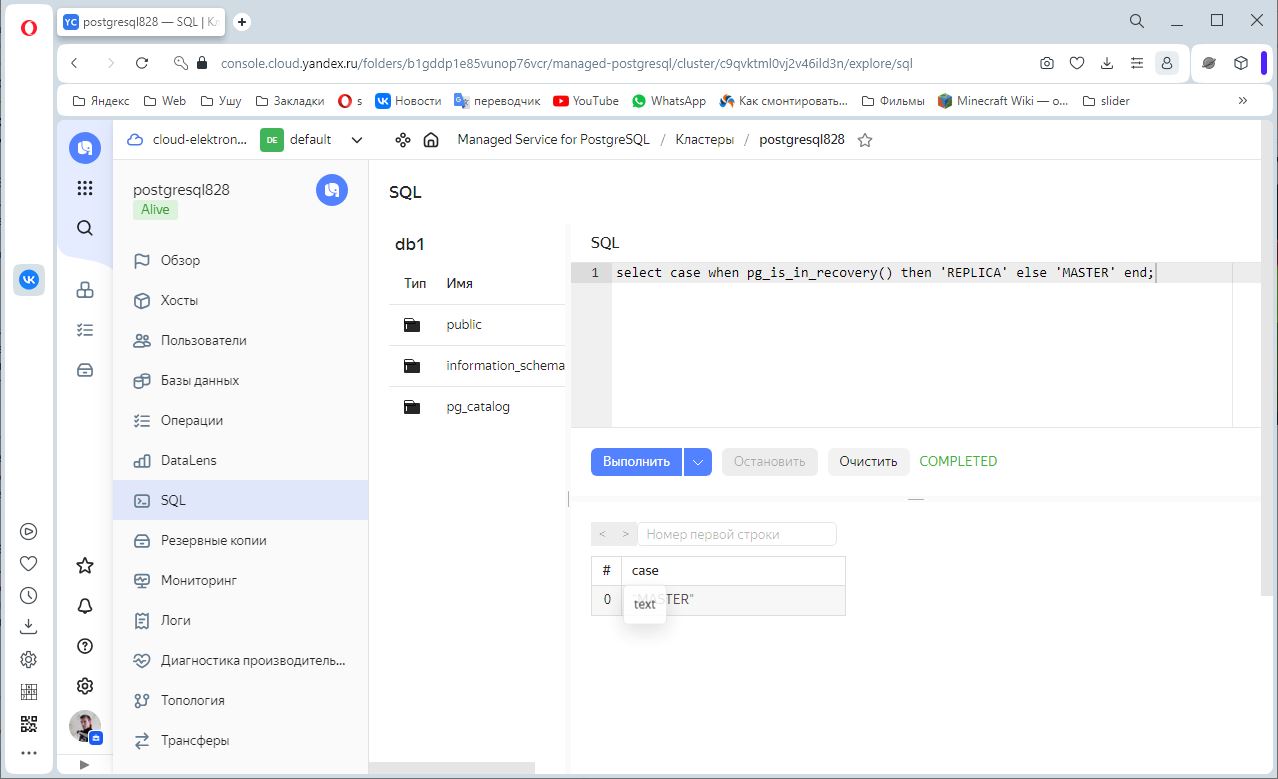 YC postgresql828 — SQL | Кл
console.cloud.yandex.ru/folders/b1gddp1e85vunop76vcr/managed-postgresql/cluster/c9qvktml0vj2v46ild3n/explore/sql
Яндекс Web Ушу Закладки s Новости переводчик YouTube WhatsApp Как смонтировать... Фильмы Minecraft Wiki — о... slider »
cloud-elektron... DE default Managed Service for PostgreSQL / Кластеры / postgresql828
postgresql828
Alive
Обзор
Хосты
Пользователи
Базы данных
Операции
DataLens
SQL
Резервные копии
Мониторинг
Логи
Диагностика производитель...
Топология
Трансферы
SQL
db1
Тип Имя
public
information_schema
pg_catalog
SQL
1 select case when pg_is_in_recovery() then 'REPLICA' else 'MASTER' end;
Выполнить Остановить Очистить COMPLETED
< > Номер первой строки
# case
0 "MASTER"
text